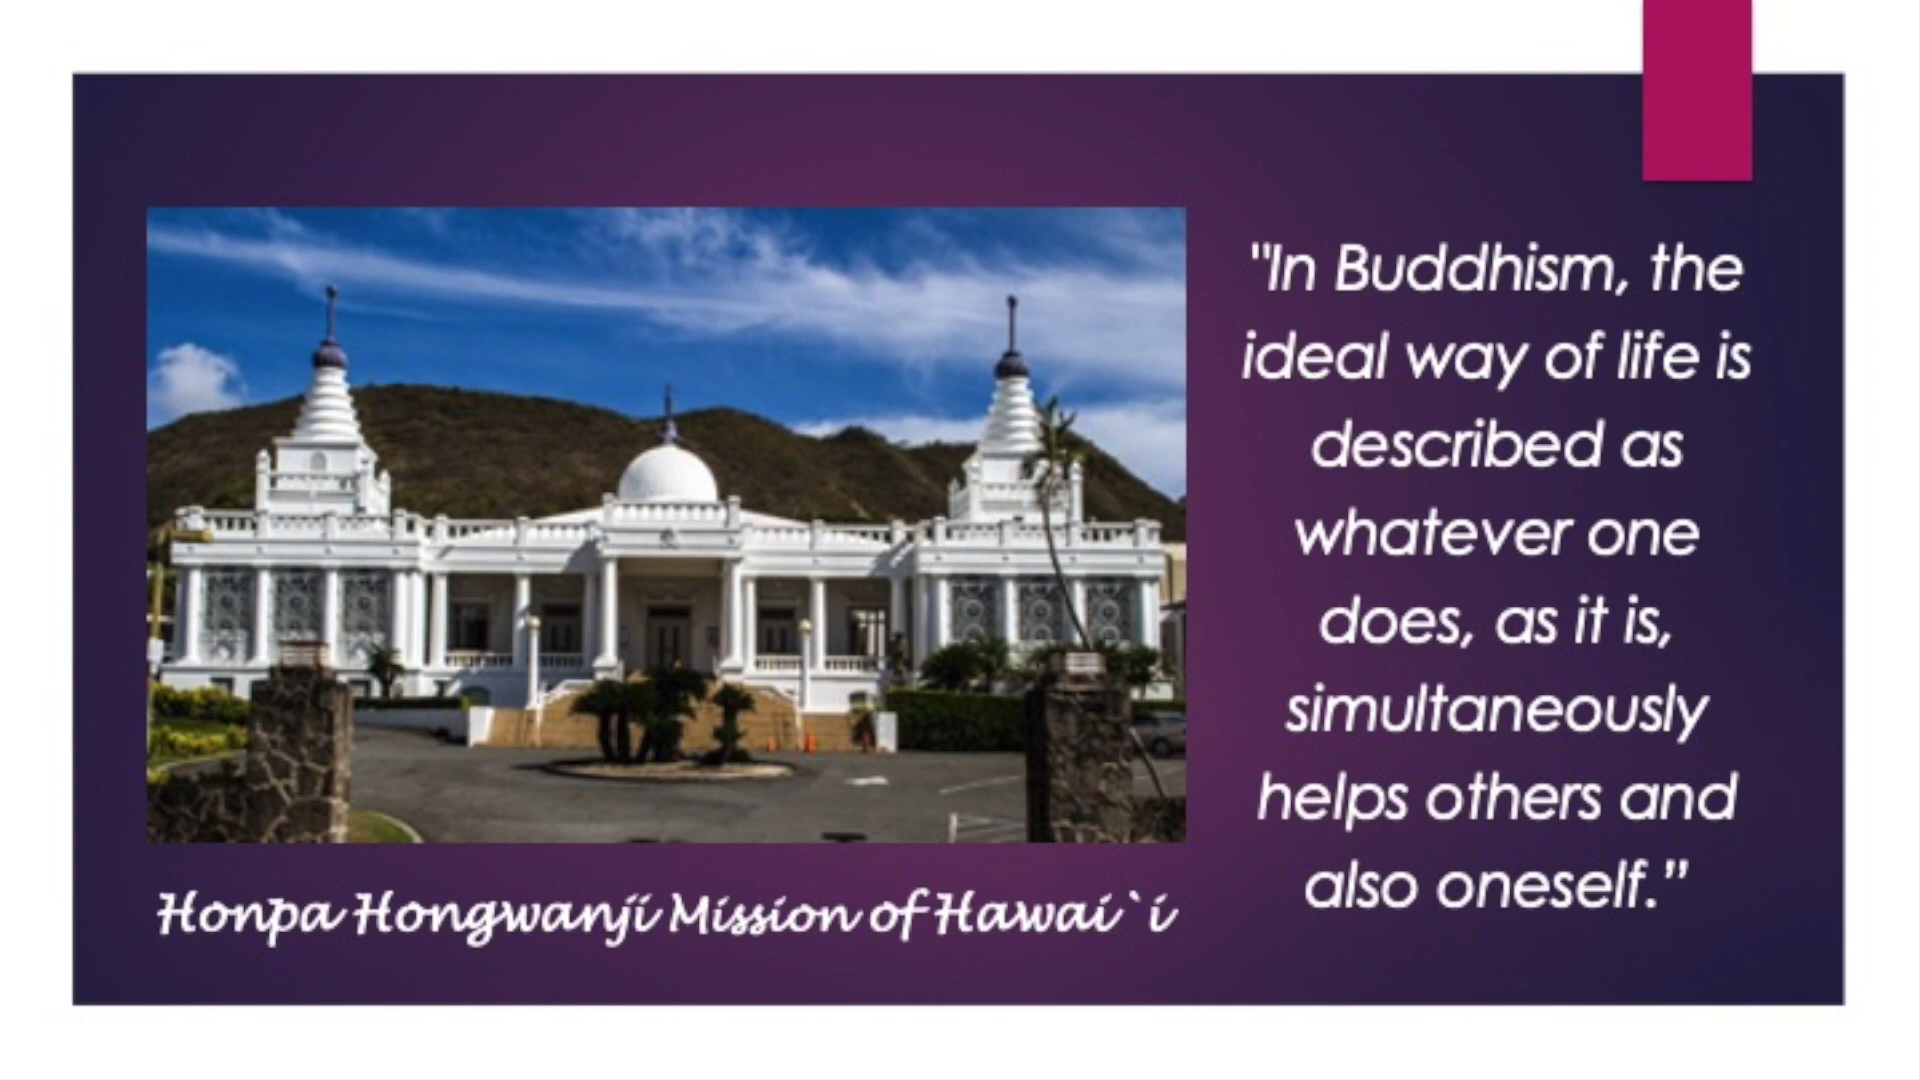 "In Buddhism, the
ideal way of life is
described as
whatever one
does, as it is,
simultaneously
helps others and
also oneself.”
Honpa Hongwanji Mission of Hawai`i